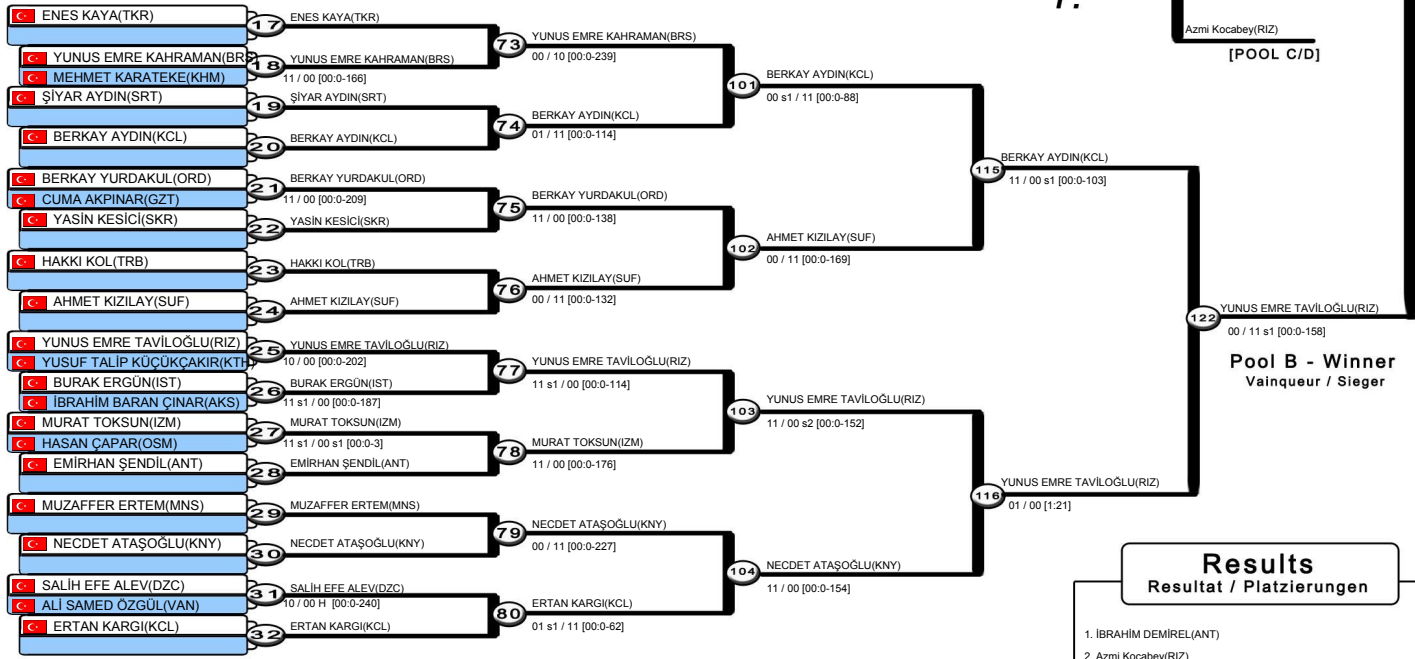 ENES KAYA(TKR)
YUNUS EMRE KAHRAMAN(BRS)
MEHMET KARATEKE(KHM)
ŞİYAR AYDIN(SRT)
BERKAY AYDIN(KCL)
BERKAY YURDAKUL(ORD)
CUMA AKPINAR(GZT)
YASİN KESİCİ(SKR)
HAKKI KOL(TRB)
AHMET KIZILAY(SUF)
YUNUS EMRE TAVİLOĞLU(RIZ)
YUSUF TALİP KÜÇÜKÇAKIR(KTH)
BURAK ERGÜN(IST)
İBRAHİM BARAN ÇINAR(AKS)
MURAT TOKSUN(IZM)
HASAN ÇAPAR(OSM)
EMİRHAN ŞENDİL(ANT)
MUZAFFER ERTEM(MNS)
NECDET ATAŞOĞLU(KNY)
SALİH EFE ALEV(DZC)
ALİ SAMED ÖZGÜL(VAN)
ERTAN KARGI(KCL)
17 ENES KAYA(TKR)
18 YUNUS EMRE KAHRAMAN(BRS)
11 / 00 [00:0-166]
19 ŞİYAR AYDIN(SRT)
20 BERKAY AYDIN(KCL)
21 BERKAY YURDAKUL(ORD)
11 / 00 [00:0-209]
22 YASİN KESİCİ(SKR)
23 HAKKI KOL(TRB)
24 AHMET KIZILAY(SUF)
25 YUNUS EMRE TAVİLOĞLU(RIZ)
10 / 00 [00:0-202]
26 BURAK ERGÜN(IST)
11 s1 / 00 [00:0-187]
27 MURAT TOKSUN(IZM)
11 s1 / 00 s1 [00:0-3]
28 EMİRHAN ŞENDİL(ANT)
29 MUZAFFER ERTEM(MNS)
30 NECDET ATAŞOĞLU(KNY)
31 SALİH EFE ALEV(DZC)
10 / 00 H [00:0-240]
32 ERTAN KARGI(KCL)
73 YUNUS EMRE KAHRAMAN(BRS)
00 / 10 [00:0-239]
74 BERKAY AYDIN(KCL)
01 / 11 [00:0-114]
75 BERKAY YURDAKUL(ORD)
11 / 00 [00:0-138]
76 AHMET KIZILAY(SUF)
00 / 11 [00:0-132]
77 YUNUS EMRE TAVİLOĞLU(RIZ)
11 s1 / 00 [00:0-114]
78 MURAT TOKSUN(IZM)
11 / 00 [00:0-176]
79 NECDET ATAŞOĞLU(KNY)
00 / 11 [00:0-227]
80 ERTAN KARGI(KCL)
01 s1 / 11 [00:0-62]
101 BERKAY AYDIN(KCL)
00 s1 / 11 [00:0-88]
102 AHMET KIZILAY(SUF)
00 / 11 [00:0-169]
103 YUNUS EMRE TAVİLOĞLU(RIZ)
11 / 00 s2 [00:0-152]
104 NECDET ATAŞOĞLU(KNY)
11 / 00 [00:0-154]
115 BERKAY AYDIN(KCL)
11 / 00 s1 [00:0-103]
116 YUNUS EMRE TAVİLOĞLU(RIZ)
01 / 00 [1:21]
122 YUNUS EMRE TAVİLOĞLU(RIZ)
00 / 11 s1 [00:0-158]
Pool B - Winner
Vainqueur / Sieger
Azmi Kocabey(RIZ)
[POOL C/D]
Results
Resultat / Platzierungen
1. İBRAHİM DEMİREL(ANT)
2. Azmi Kocabey(RIZ)